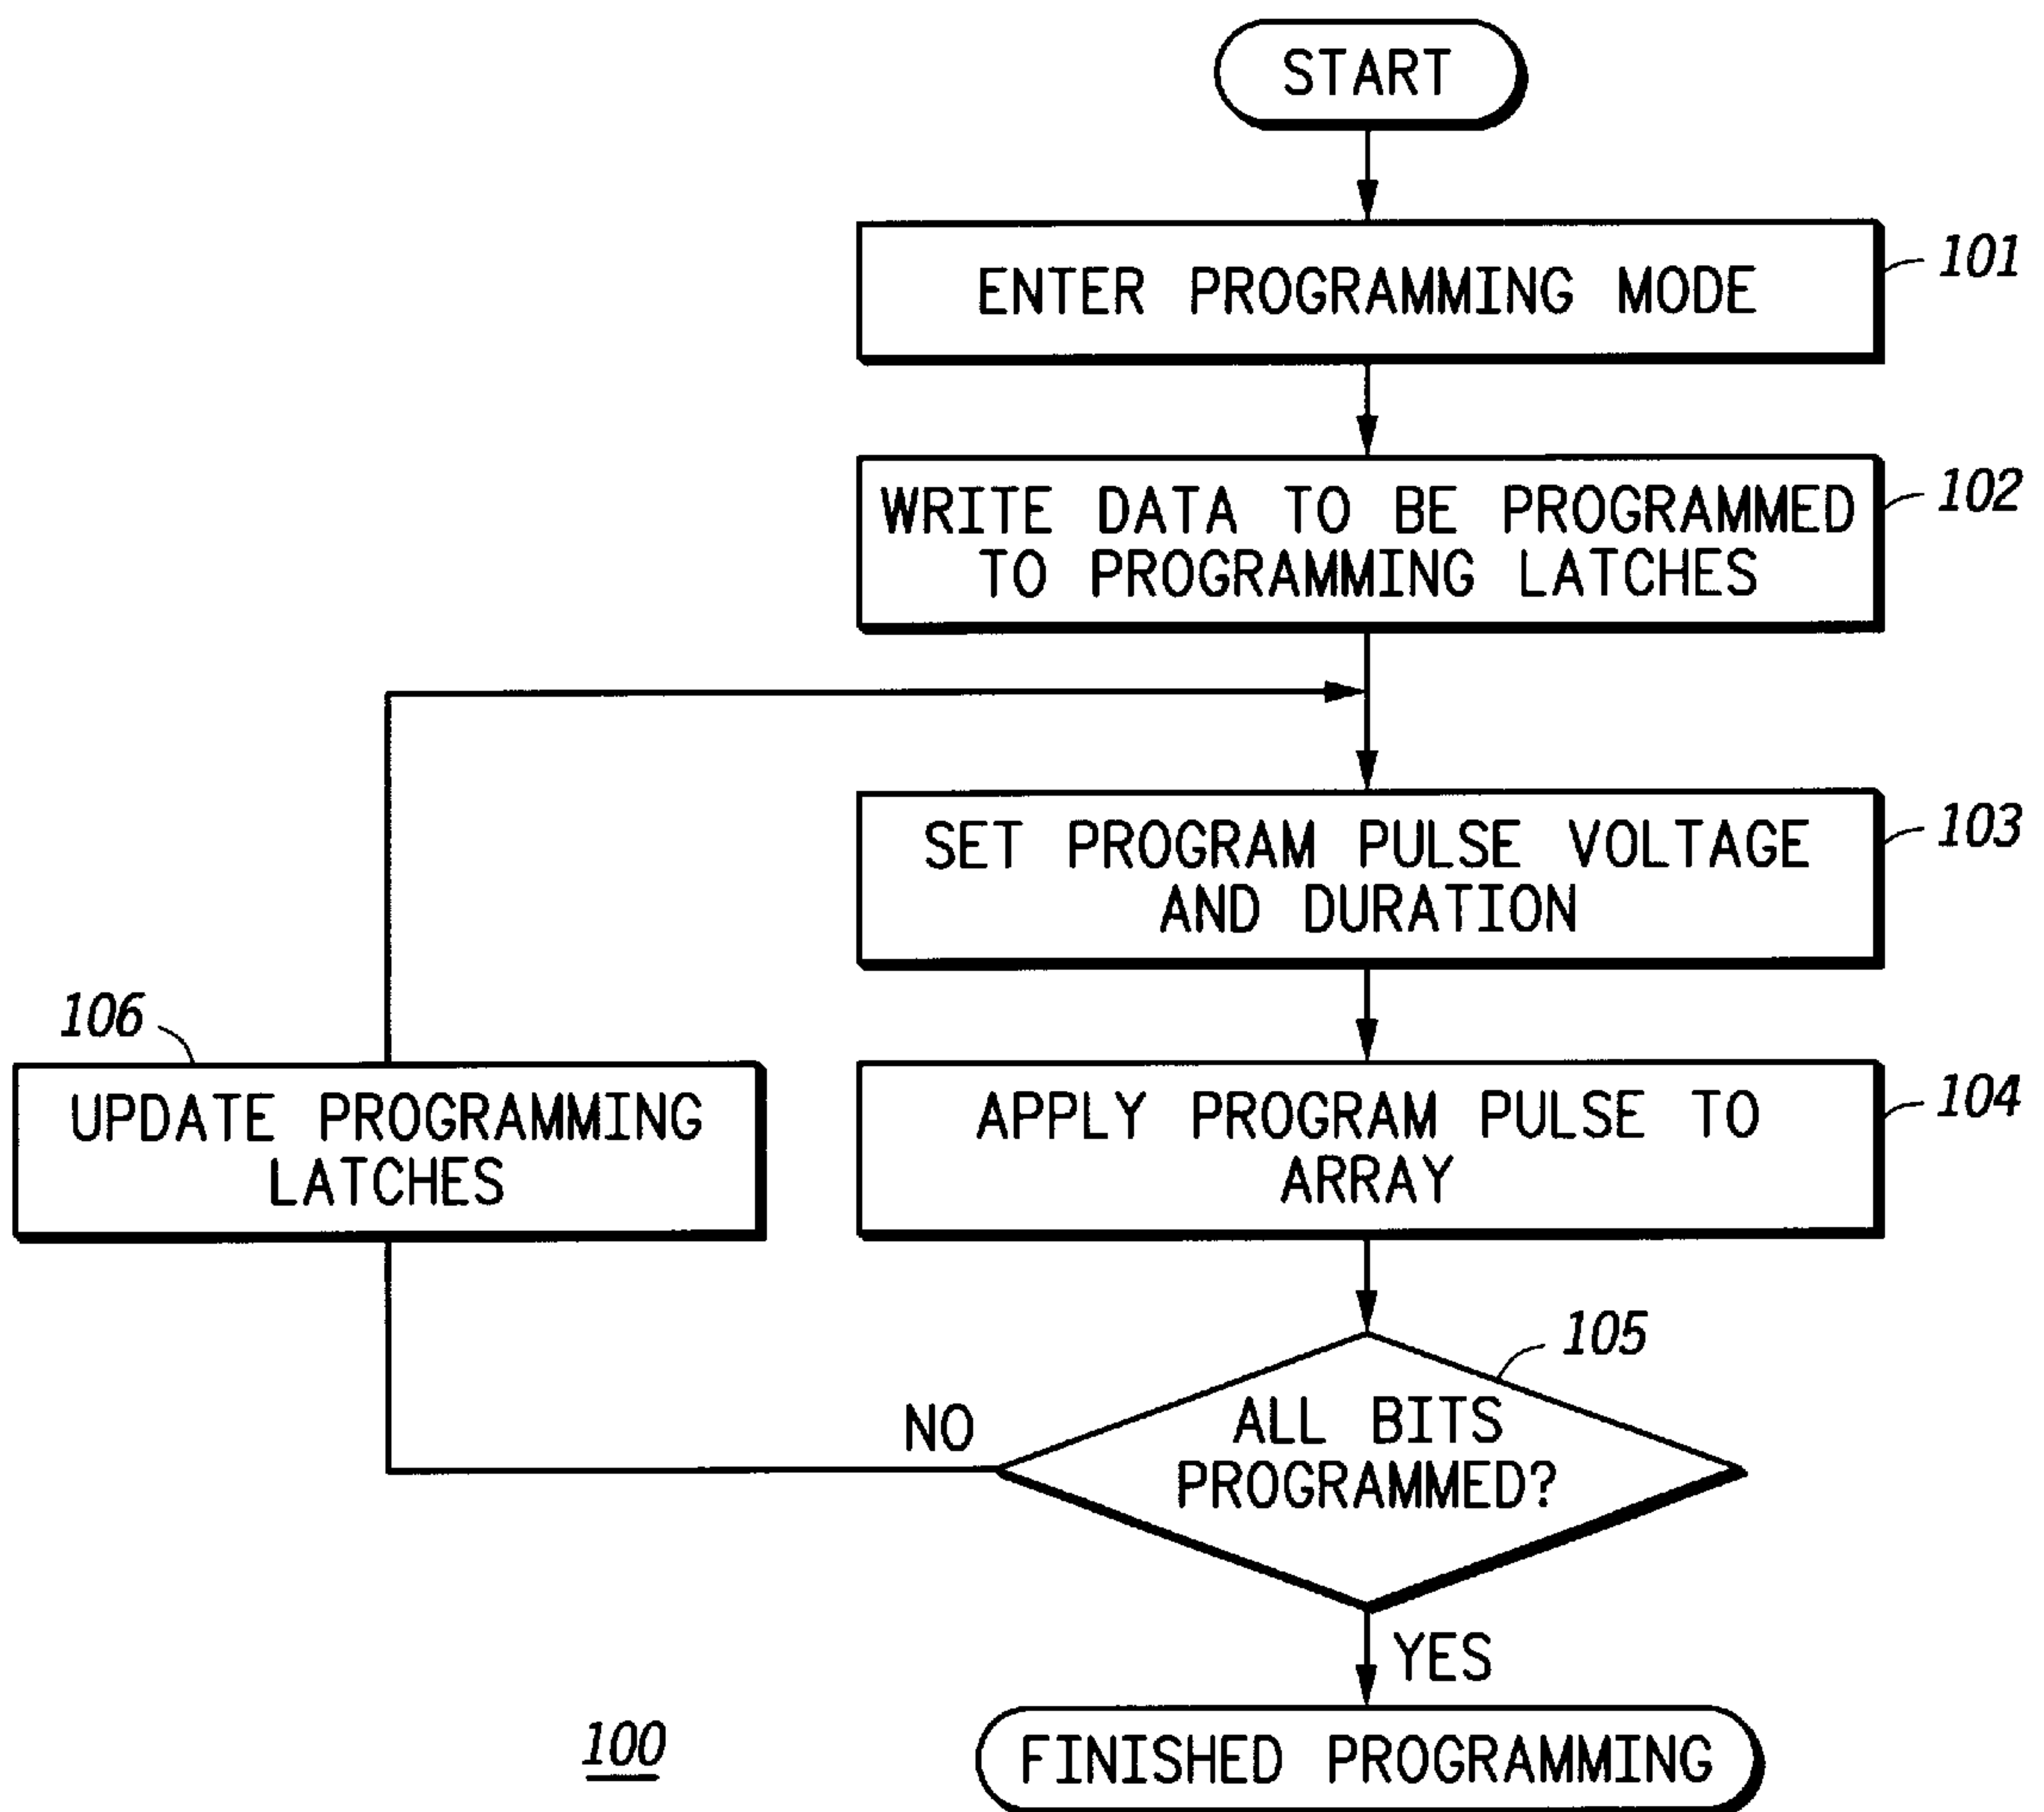 START
ENTER PROGRAMMING MODE
101
WRITE DATA TO BE PROGRAMMED
TO PROGRAMMING LATCHES
102
SET PROGRAM PULSE VOLTAGE
AND DURATION
103
106
UPDATE PROGRAMMING
LATCHES
APPLY PROGRAM PULSE TO
ARRAY
104
105
ALL BITS
PROGRAMMED?
NO
YES
FINISHED PROGRAMMING
100